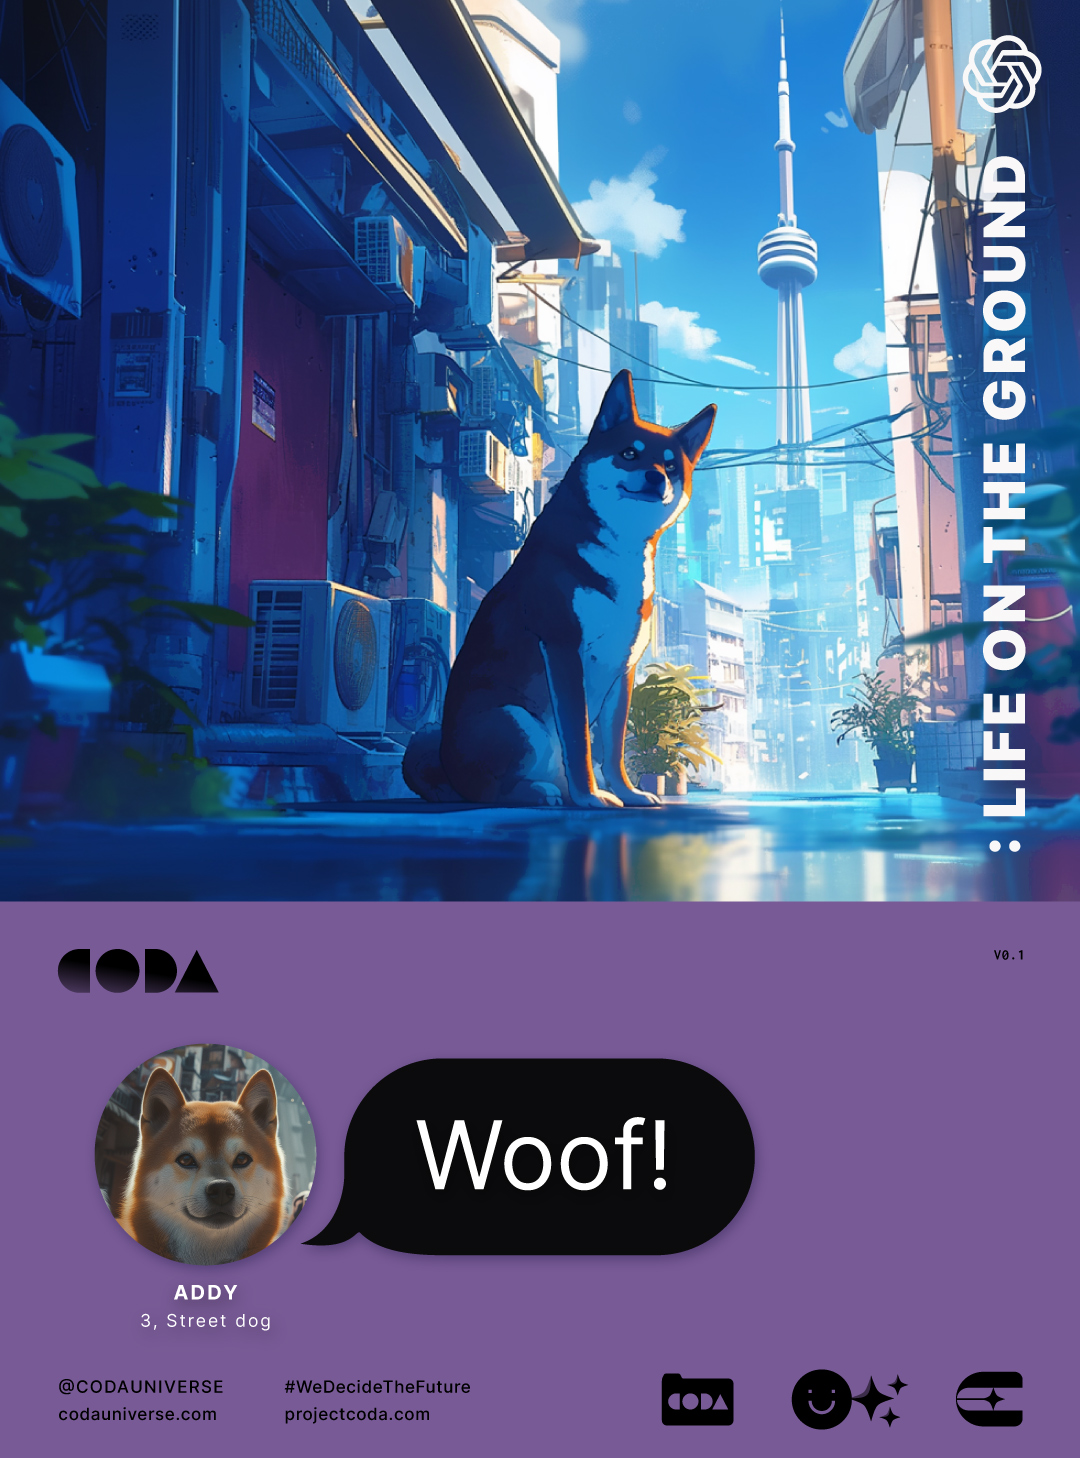 : LIFE ON THE GROUND
CODA
V0.1
Woof!
ADDY
3, Street dog
@CODAUNIVERSE
codauniverse.com
#WeDecideTheFuture
projectcoda.com
CODA